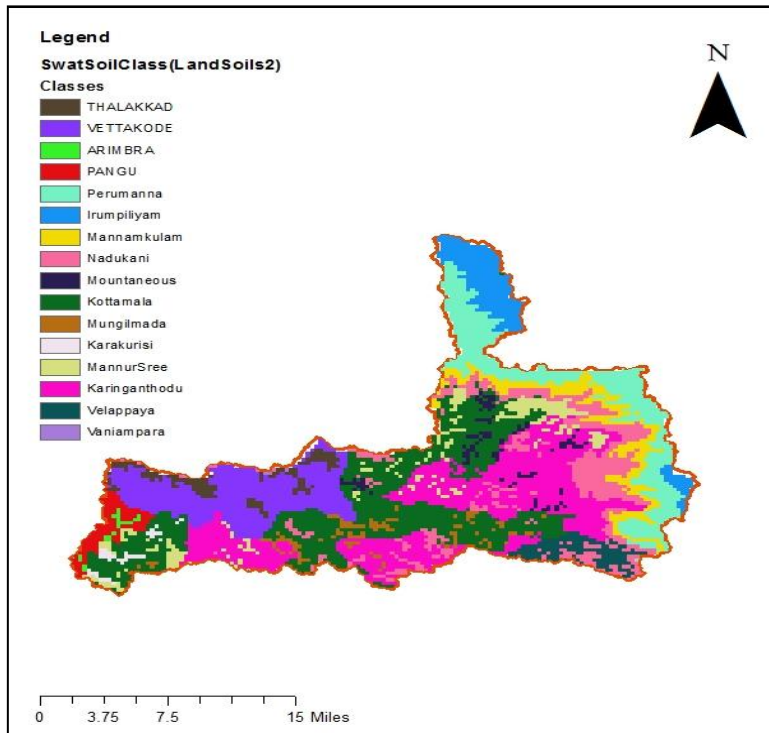 Legend
SwatSoilClass(LandSoils2)
Classes
THALAKKAD
VETTAKODE
ARIMBRA
PANGU
Perumanna
Irumpiliyam
Mannamkulam
Nadukani
Mountaneous
Kottamala
Mungilmada
Karakurisi
MannurSree
Karinganthodu
Velappaya
Vaniampara
N
0 3.75 7.5 15 Miles